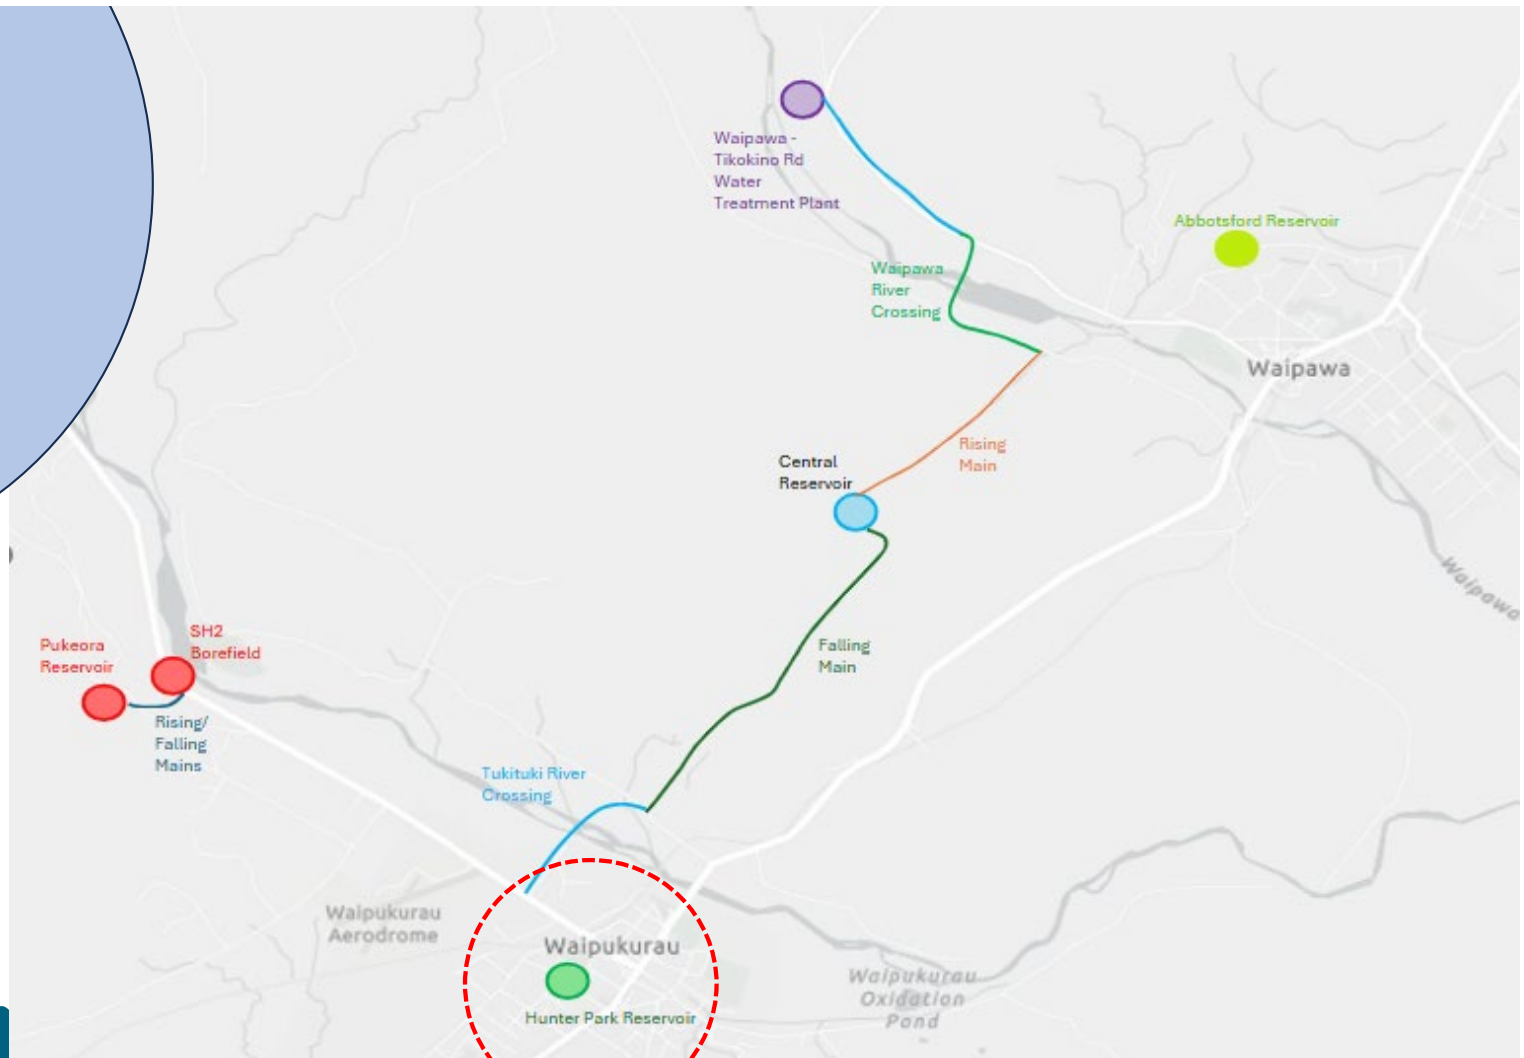 Waipawa -
Tikokino Rd
Water
Treatment Plant
Abbotsford Reservoir
Waipawa
River
Crossing
Waipawa
Rising
Main
Central
Reservoir
Waipawa
SH2
Borefield
Pukeora
Reservoir
Falling
Main
Rising/
Falling
Mains
Tukituki River
Crossing
Waipukurau
Aerodrome
Waipukurau
Waipukurau
Oxidation
Pond
Hunter Park Reservoir